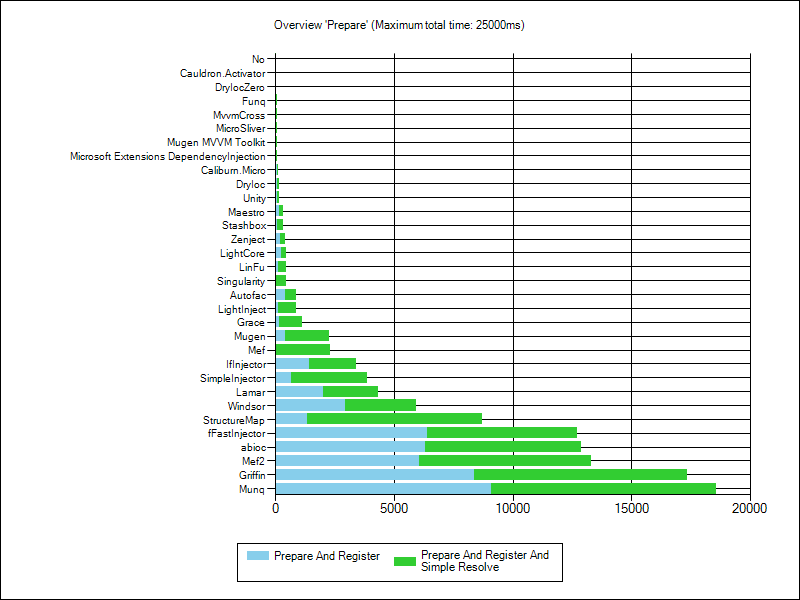 Overview 'Prepare' (Maximum total time: 25000ms)
No
Cauldron.Activator
DryIocZero
Funq
MvvmCross
MicroSliver
Mugen MVVM Toolkit
Microsoft Extensions DependencyInjection
Caliburn.Micro
DryIoc
Unity
Maestro
Stashbox
Zenject
LightCore
LinFu
Singularity
Autofac
LightInject
Grace
Mugen
Mef
IfInjector
SimpleInjector
Lamar
Windsor
StructureMap
fFastInjector
abioc
Mef2
Griffin
Munq
0 5000 10000 15000 20000
Prepare And Register
Prepare And Register And
Simple Resolve